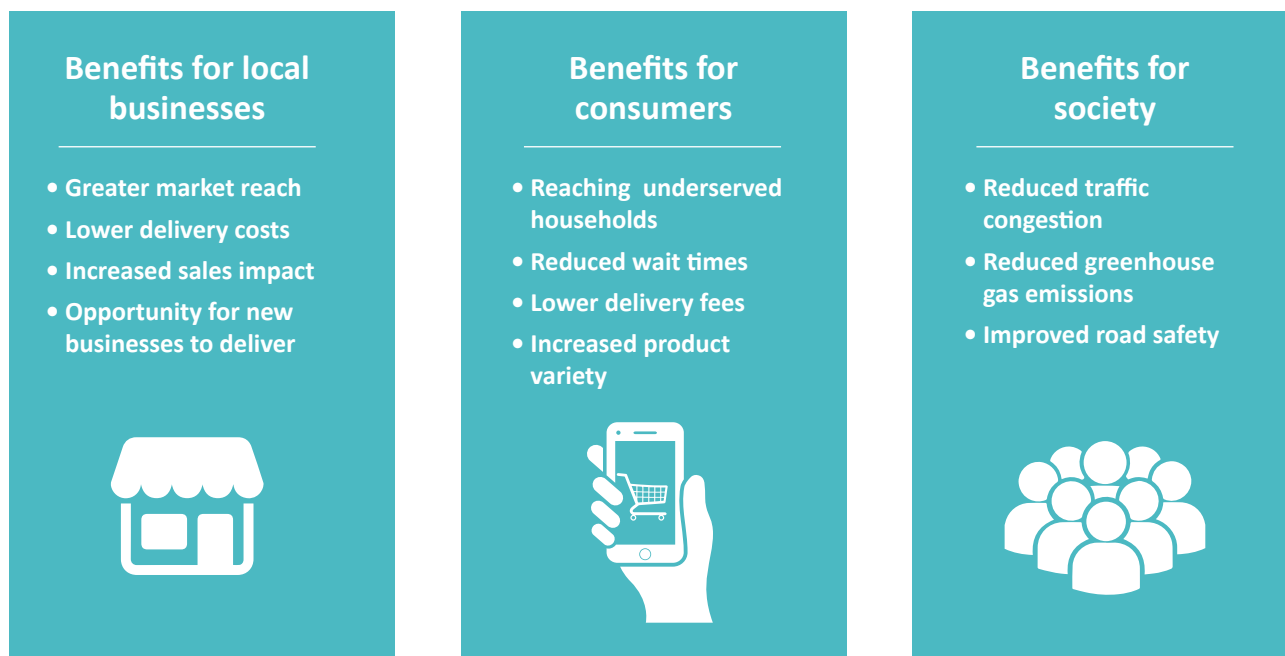 Benefits for local
businesses
• Greater market reach
• Lower delivery costs
• Increased sales impact
• Opportunity for new
businesses to deliver
Benefits for
consumers
• Reaching underserved
households
• Reduced wait times
• Lower delivery fees
• Increased product
variety
Benefits for
society
• Reduced traffic
congestion
• Reduced greenhouse
gas emissions
• Improved road safety